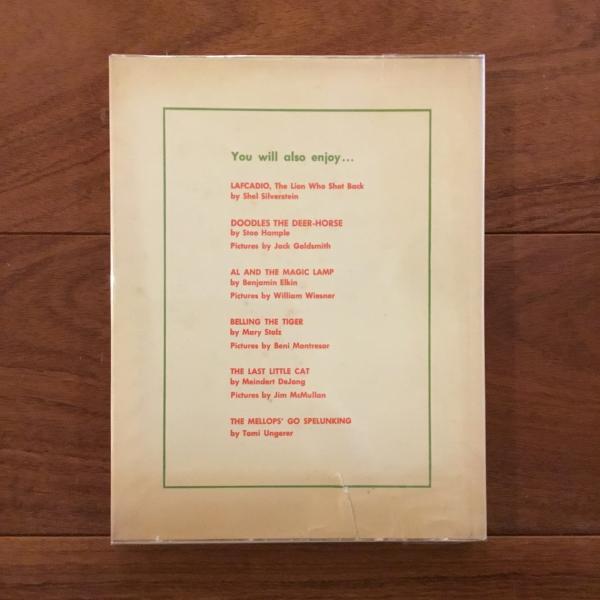 You will also enjoy...
LAFCADIO, The Lion Who Shot Back
by Shel Silverstein
DOODLES THE DEER-HORSE
by Stoo Hample
Pictures by Jack Goldsmith
AL AND THE MAGIC LAMP
by Benjamin Elkin
Pictures by William Wiesner
BELLING THE TIGER
by Mary Stolz
Pictures by Beni Montresor
THE LAST LITTLE CAT
by Meindert DeJong
Pictures by Jim McMullan
THE MELLOPS' GO SPELUNKING
by Tomi Ungerer